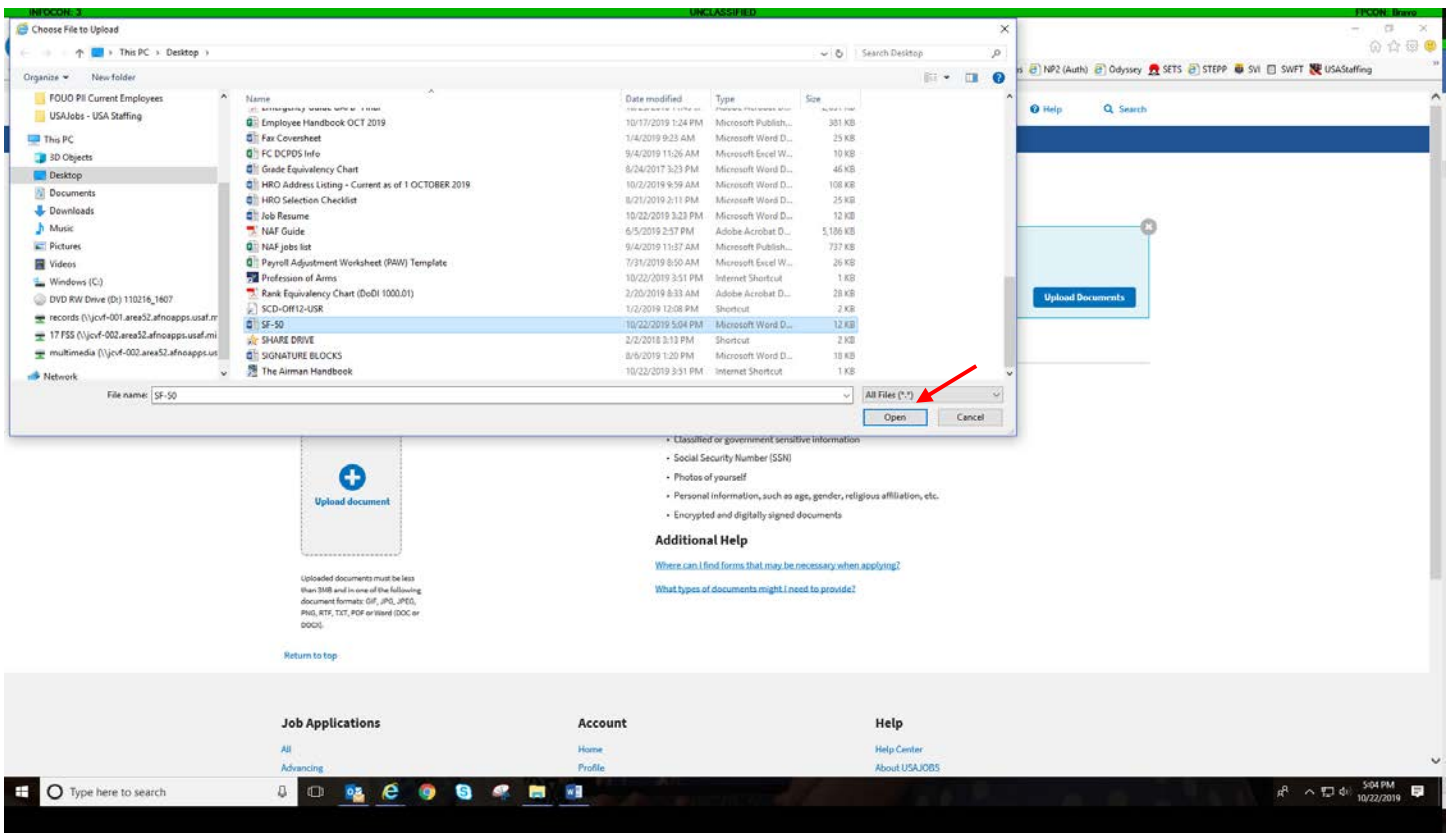 INFOCON: 3 UNCLASSIFIED FPCON: Bravo
Choose File to Upload
This PC > Desktop >
Search Desktop
Organize New folder
NP2 (Auth) Odyssey SETS STEPP SVI SWFT USAStaffing
Help Search
FOUO PII Current Employees
USAJobs - USA Staffing
This PC
3D Objects
Desktop
Documents
Downloads
Music
Pictures
Videos
Windows (C:)
DVD RW Drive (D:) 110216_1607
records (\\jcvf-001.area52.afnoapps.usaf.m
17 FSS (\\jcvf-002.area52.afnoapps.usaf.mi
multimedia (\\jcvf-002.area52.afnoapps.us
Network
Name Date modified Type Size
Employee Handbook OCT 2019 10/17/2019 1:24 PM Microsoft Publish... 381 KB
Fax Coversheet 1/4/2019 9:23 AM Microsoft Word D... 25 KB
FC DCPDS Info 9/4/2019 11:26 AM Microsoft Excel W... 10 KB
Grade Equivalency Chart 8/24/2017 3:23 PM Microsoft Word D... 46 KB
HRO Address Listing - Current as of 1 OCTOBER 2019 10/2/2019 9:59 AM Microsoft Word D... 108 KB
HRO Selection Checklist 8/21/2019 2:11 PM Microsoft Word D... 25 KB
Job Resume 10/22/2019 3:23 PM Microsoft Word D... 12 KB
NAF Guide 6/5/2019 2:57 PM Adobe Acrobat D... 5,186 KB
NAF jobs list 9/4/2019 11:37 AM Microsoft Publish... 737 KB
Payroll Adjustment Worksheet (PAW) Template 7/31/2019 8:50 AM Microsoft Excel W... 26 KB
Profession of Arms 10/22/2019 3:51 PM Internet Shortcut 1 KB
Rank Equivalency Chart (DoDI 1000.01) 2/20/2019 8:33 AM Adobe Acrobat D... 28 KB
SCD-Off12-USR 1/2/2019 12:08 PM Shortcut 2 KB
SF-50 10/22/2019 5:04 PM Microsoft Word D... 12 KB
SHARE DRIVE 2/2/2018 3:13 PM Shortcut 2 KB
SIGNATURE BLOCKS 8/6/2019 1:20 PM Microsoft Word D... 18 KB
The Airman Handbook 10/22/2019 3:51 PM Internet Shortcut 1 KB
File name: SF-50 All Files (*.*)
Open Cancel
Upload Documents
• Classified or government sensitive information
• Social Security Number (SSN)
• Photos of yourself
• Personal information, such as age, gender, religious affiliation, etc.
• Encrypted and digitally signed documents
Upload document
Additional Help
Where can I find forms that may be necessary when applying?
What types of documents might I need to provide?
Uploaded documents must be less
than 3MB and in one of the following
document formats: GIF, JPG, JPEG,
PNG, RTF, TXT, PDF or Word (DOC or
DOCX).
Return to top
Job Applications Account Help
All Home Help Center
Advancing Profile About USAJOBS
Type here to search
5:04 PM
10/22/2019